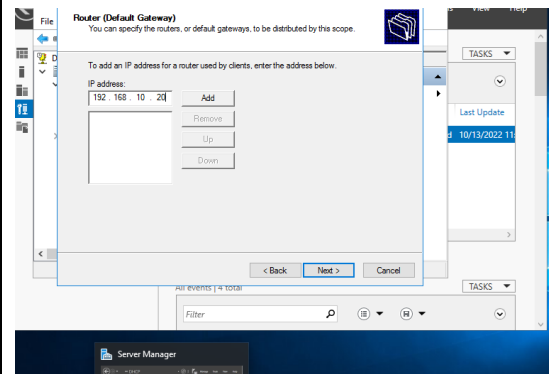 File
View Help
Router (Default Gateway)
You can specify the routers, or default gateways, to be distributed by this scope.
To add an IP address for a router used by clients, enter the address below.
IP address:
192 . 168 . 10 . 20
Add
Remove
Up
Down
< Back
Next >
Cancel
TASKS
Last Update
10/13/2022 11:
All events | 4 total
TASKS
Filter
Server Manager